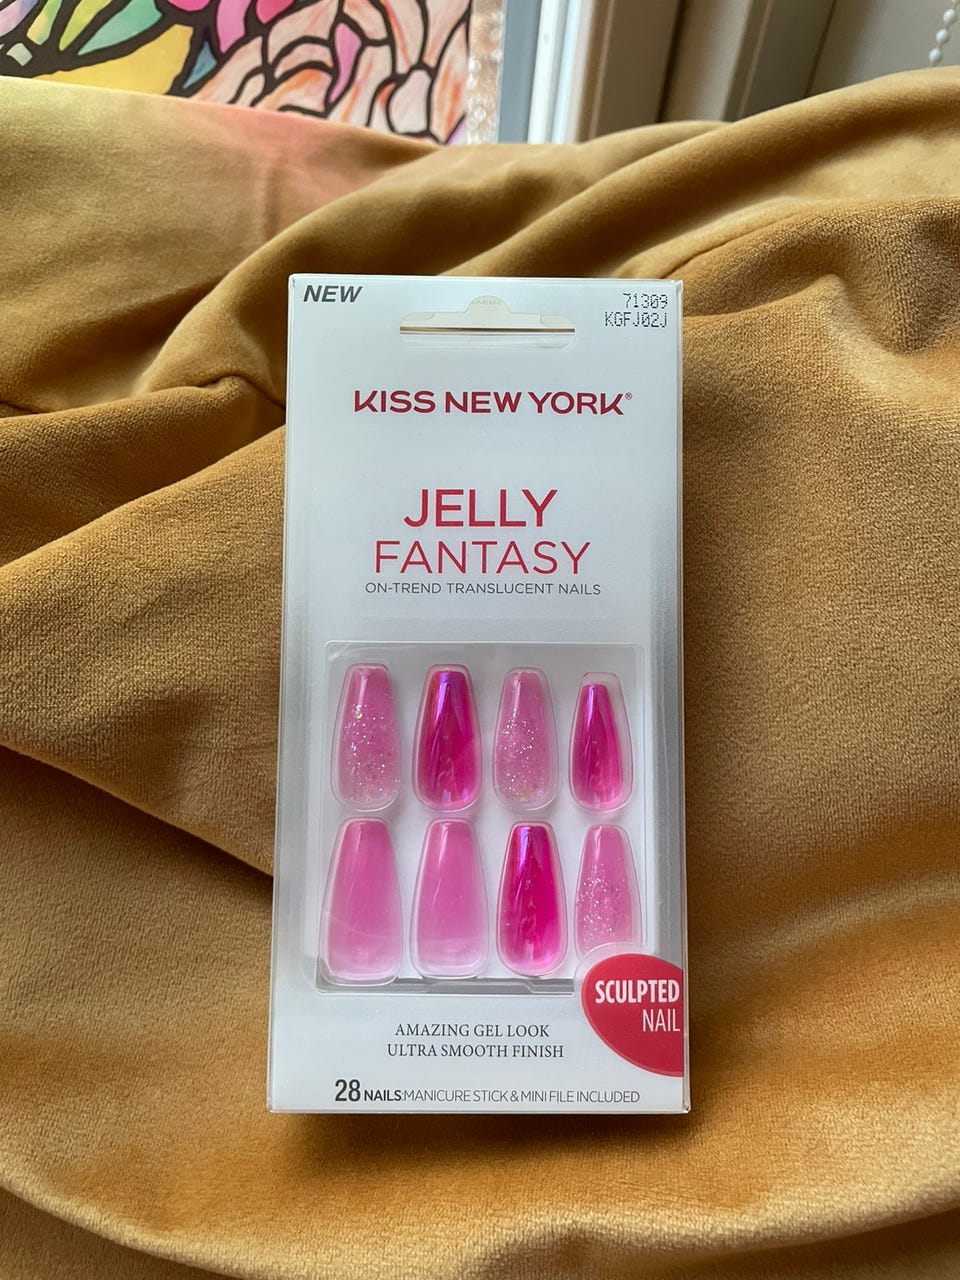 NEW
71309
KGFJ02J
KISS NEW YORK®
JELLY
FANTASY
ON-TREND TRANSLUCENT NAILS
SCULPTED
NAIL
AMAZING GEL LOOK
ULTRA SMOOTH FINISH
28 NAILS:MANICURE STICK & MINI FILE INCLUDED